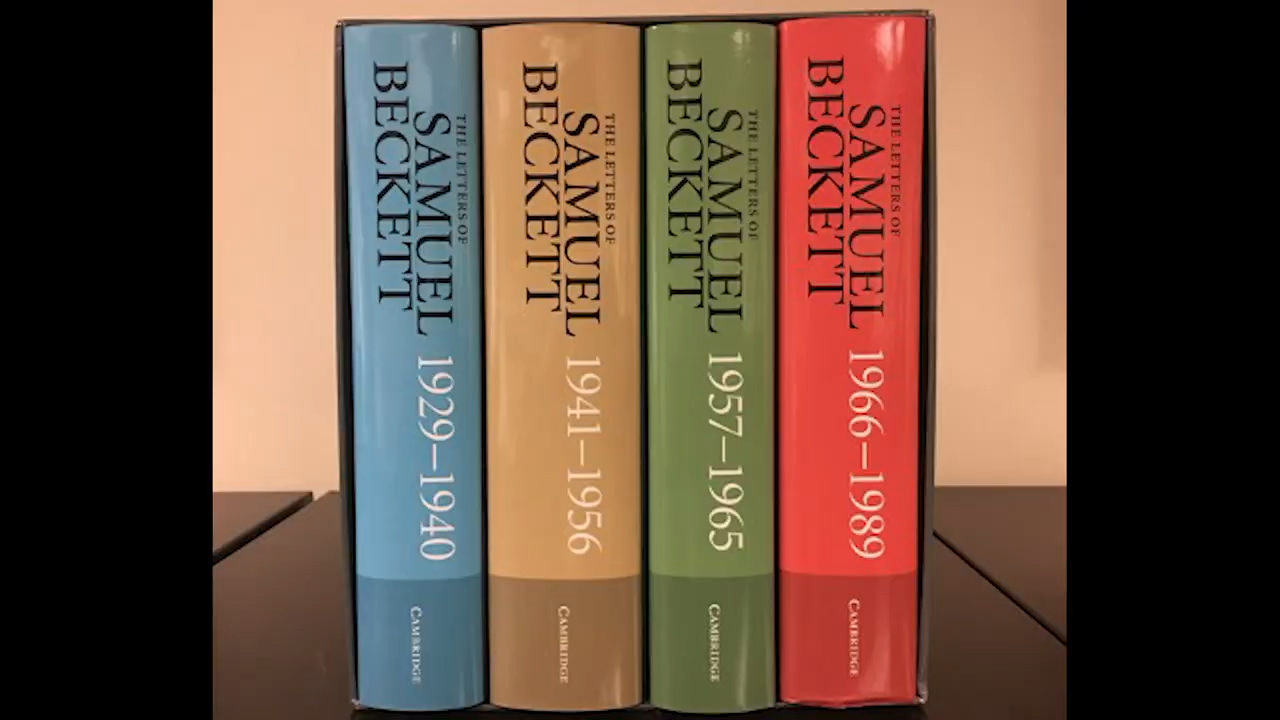 THE LETTERS OF
SAMUEL
BECKETT
1929–1940
CAMBRIDGE
THE LETTERS OF
SAMUEL
BECKETT
1941–1956
CAMBRIDGE
THE LETTERS OF
SAMUEL
BECKETT
1957–1965
CAMBRIDGE
THE LETTERS OF
SAMUEL
BECKETT
1966–1989
CAMBRIDGE